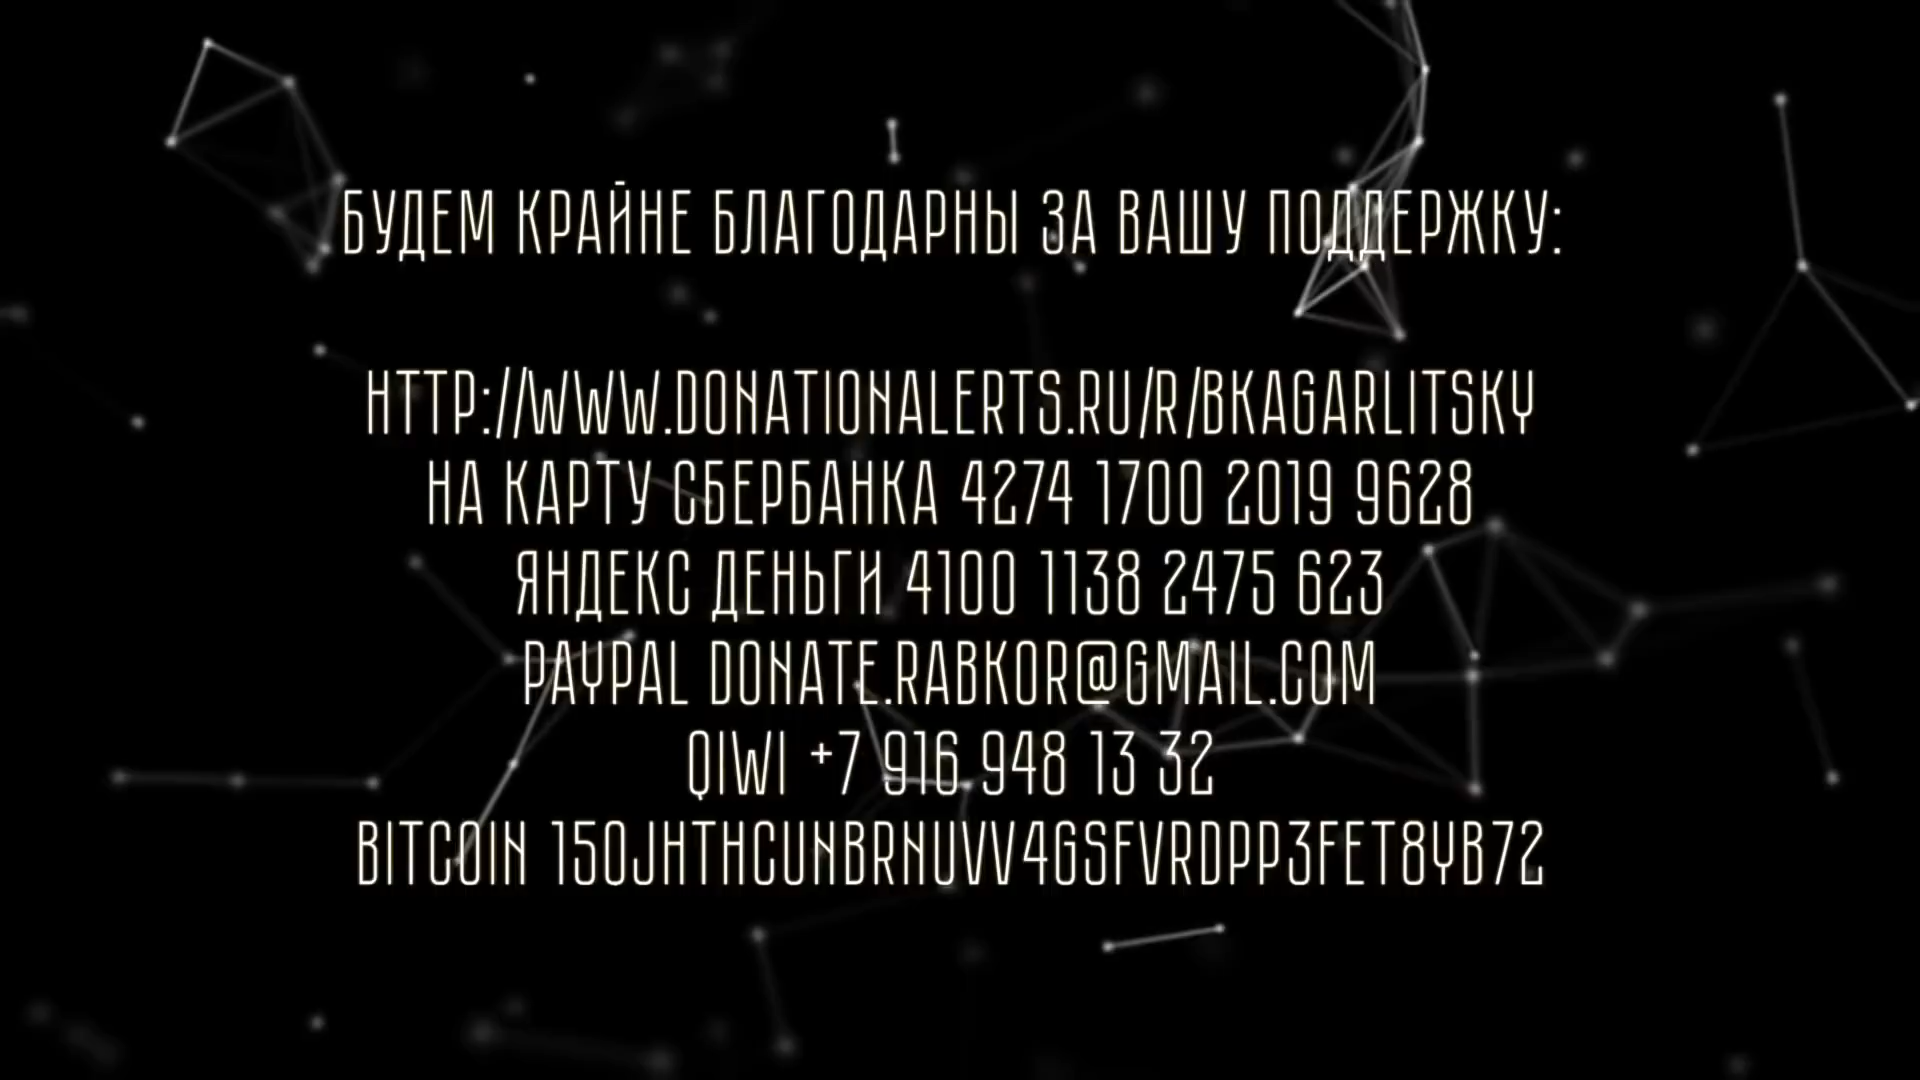 БУДЕМ КРАЙНЕ БЛАГОДАРНЫ ЗА ВАШУ ПОДДЕРЖКУ:
HTTP://WWW.DONATIONALERTS.RU/R/BKAGARLITSKY
НА КАРТУ СБЕРБАНКА 4274 1700 2019 9628
ЯНДЕКС ДЕНЬГИ 4100 1138 2475 623
PAYPAL DONATE.RABKOR@GMAIL.COM
QIWI +7 916 948 13 32
BITCOIN 15QJHTHCUNBRNUVV4GSFVRDPP3FET8YB72